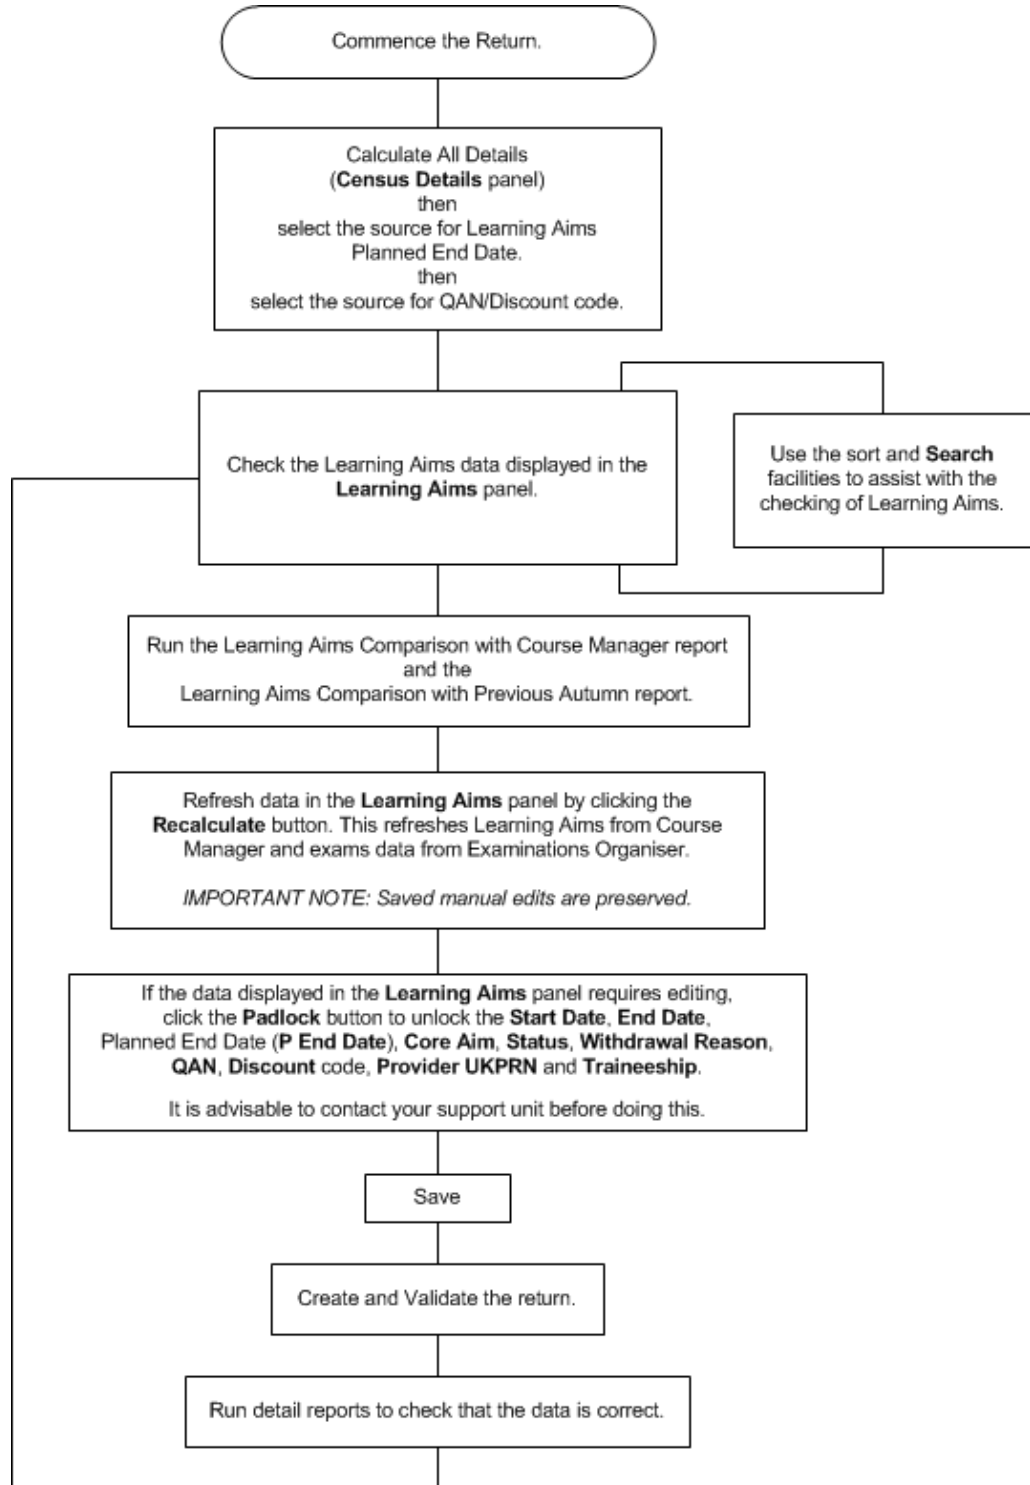 Commence the Return.
Calculate All Details
(Census Details panel)
then
select the source for Learning Aims
Planned End Date.
then
select the source for QAN/Discount code.
Check the Learning Aims data displayed in the
Learning Aims panel.
Use the sort and Search
facilities to assist with the
checking of Learning Aims.
Run the Learning Aims Comparison with Course Manager report
and the
Learning Aims Comparison with Previous Autumn report.
Refresh data in the Learning Aims panel by clicking the
Recalculate button. This refreshes Learning Aims from Course
Manager and exams data from Examinations Organiser.
IMPORTANT NOTE: Saved manual edits are preserved.
If the data displayed in the Learning Aims panel requires editing,
click the Padlock button to unlock the Start Date, End Date,
Planned End Date (P End Date), Core Aim, Status, Withdrawal Reason,
QAN, Discount code, Provider UKPRN and Traineeship.
It is advisable to contact your support unit before doing this.
Save
Create and Validate the return.
Run detail reports to check that the data is correct.